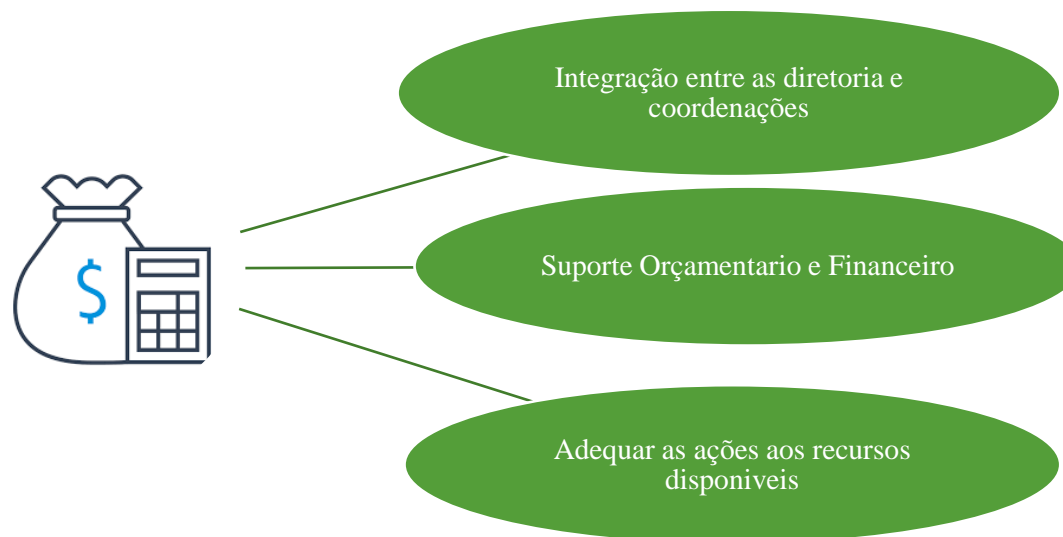 Integração entre as diretoria e
coordenações
$
Suporte Orçamentario e Financeiro
Adequar as ações aos recursos
disponiveis